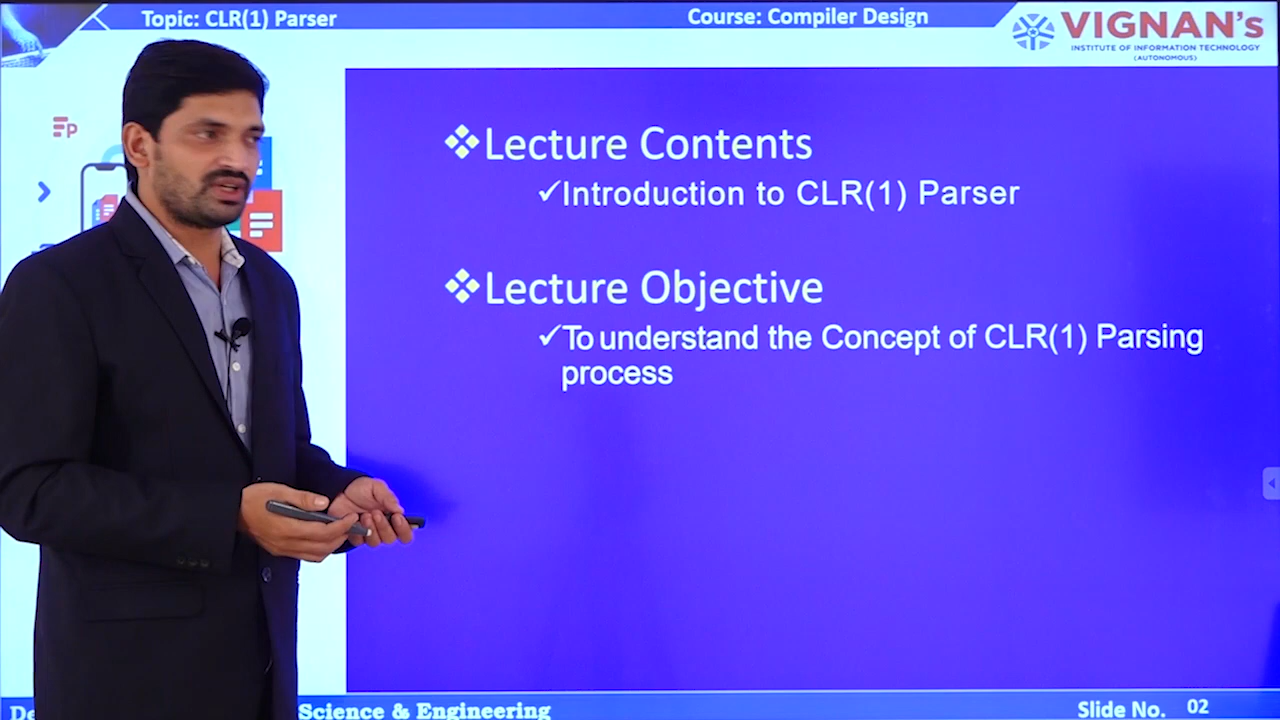 Topic: CLR(1) Parser
Course: Compiler Design
VIGNAN's
INSTITUTE OF INFORMATION TECHNOLOGY
(AUTONOMOUS)
Lecture Contents
Introduction to CLR(1) Parser
Lecture Objective
To understand the Concept of CLR(1) Parsing
process
Science & Engineering
Slide No. 02